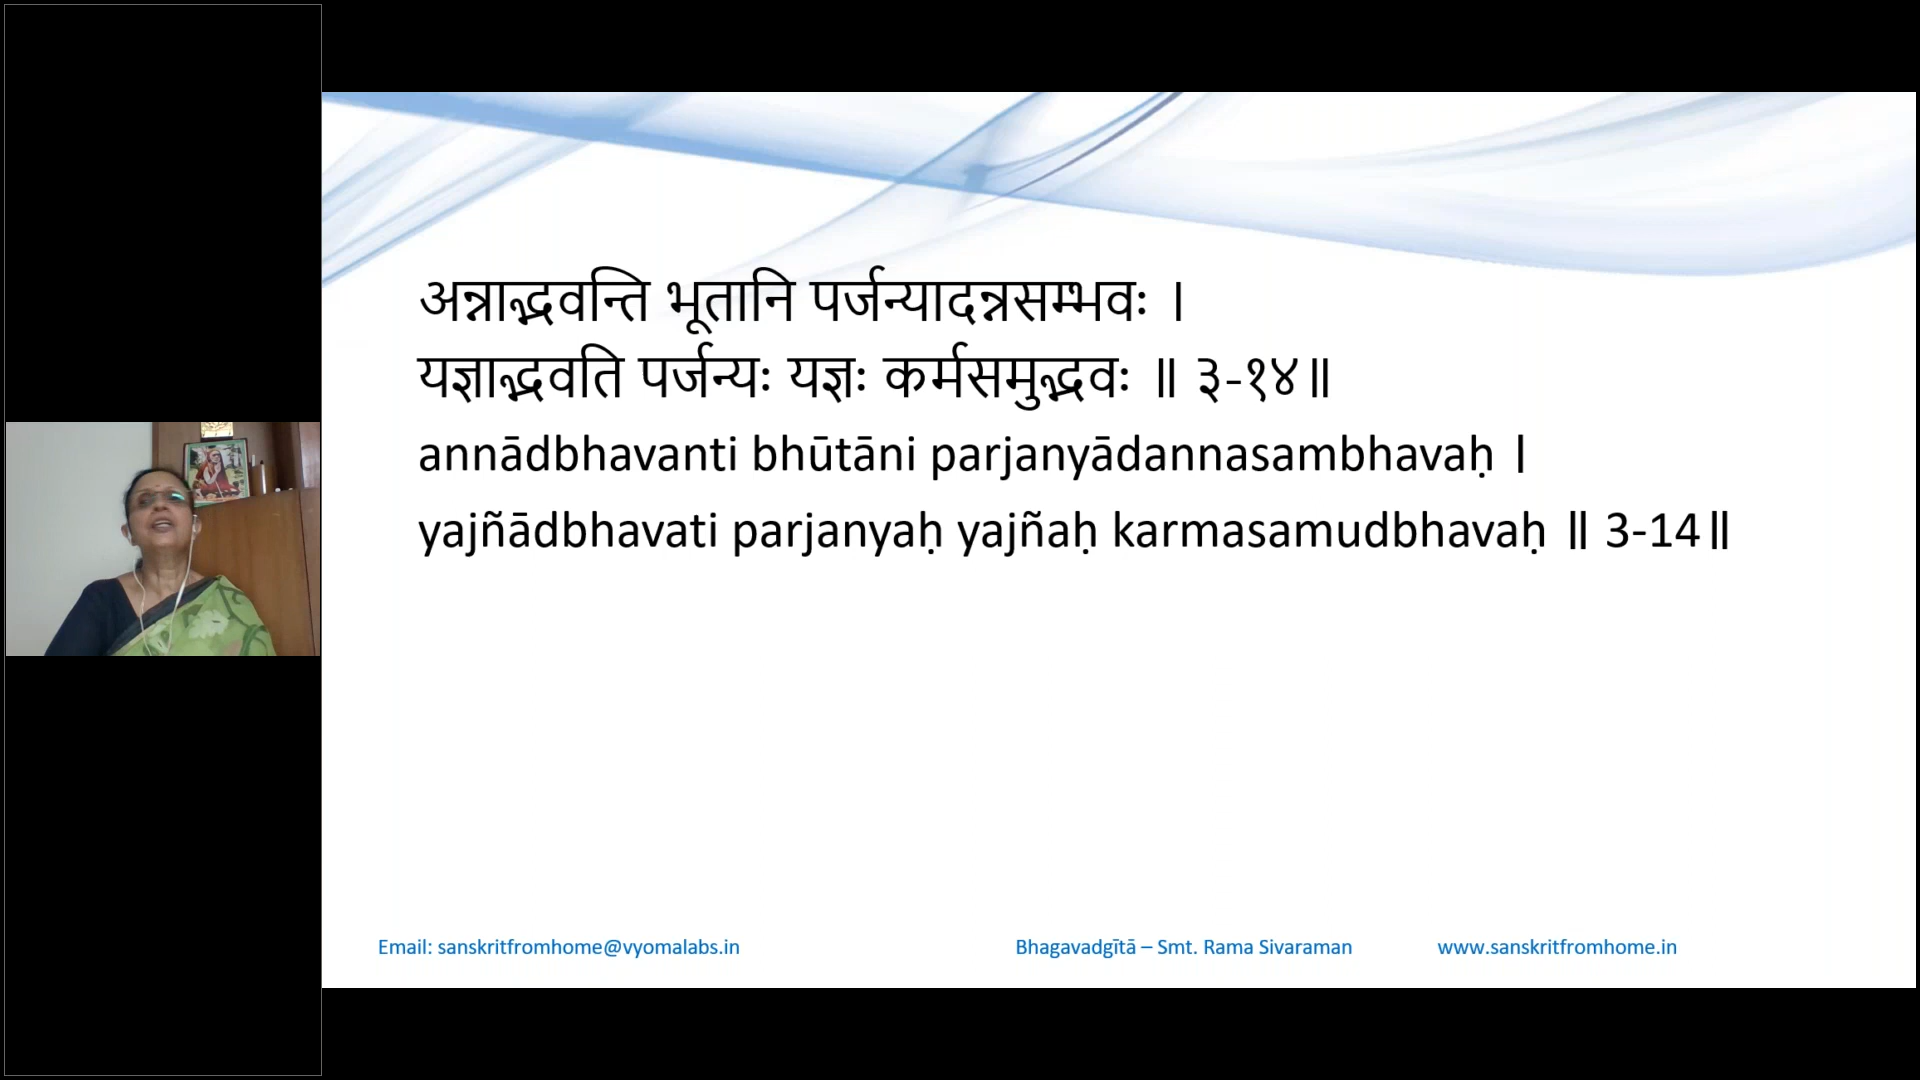 अन्नाद्भवन्ति भूतानि पर्जन्यादन्नसम्भवः ।
यज्ञाद्भवति पर्जन्यः यज्ञः कर्मसमुद्भवः ॥ ३-१४॥
annādbhavanti bhūtāni parjanyādannasambhavaḥ ।
yajñādbhavati parjanyaḥ yajñaḥ karmasamudbhavaḥ ॥ 3-14॥
Email: sanskritfromhome@vyomalabs.in Bhagavadgītā – Smt. Rama Sivaraman www.sanskritfromhome.in